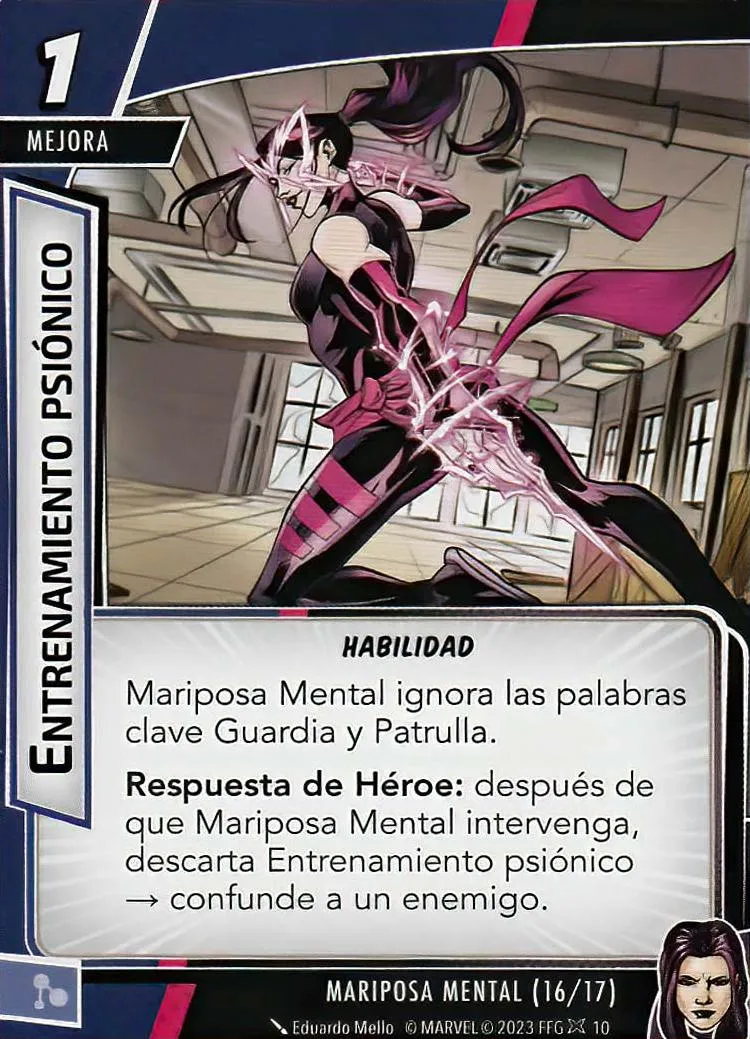 1
MEJORA
ENTRENAMIENTO PSIÓNICO
HABILIDAD
Mariposa Mental ignora las palabras
clave Guardia y Patrulla.
Respuesta de Héroe: después de
que Mariposa Mental intervenga,
descarta Entrenamiento psiónico
→ confunde a un enemigo.
MARIPOSA MENTAL (16/17)
Eduardo Mello © MARVEL © 2023 FFG 10